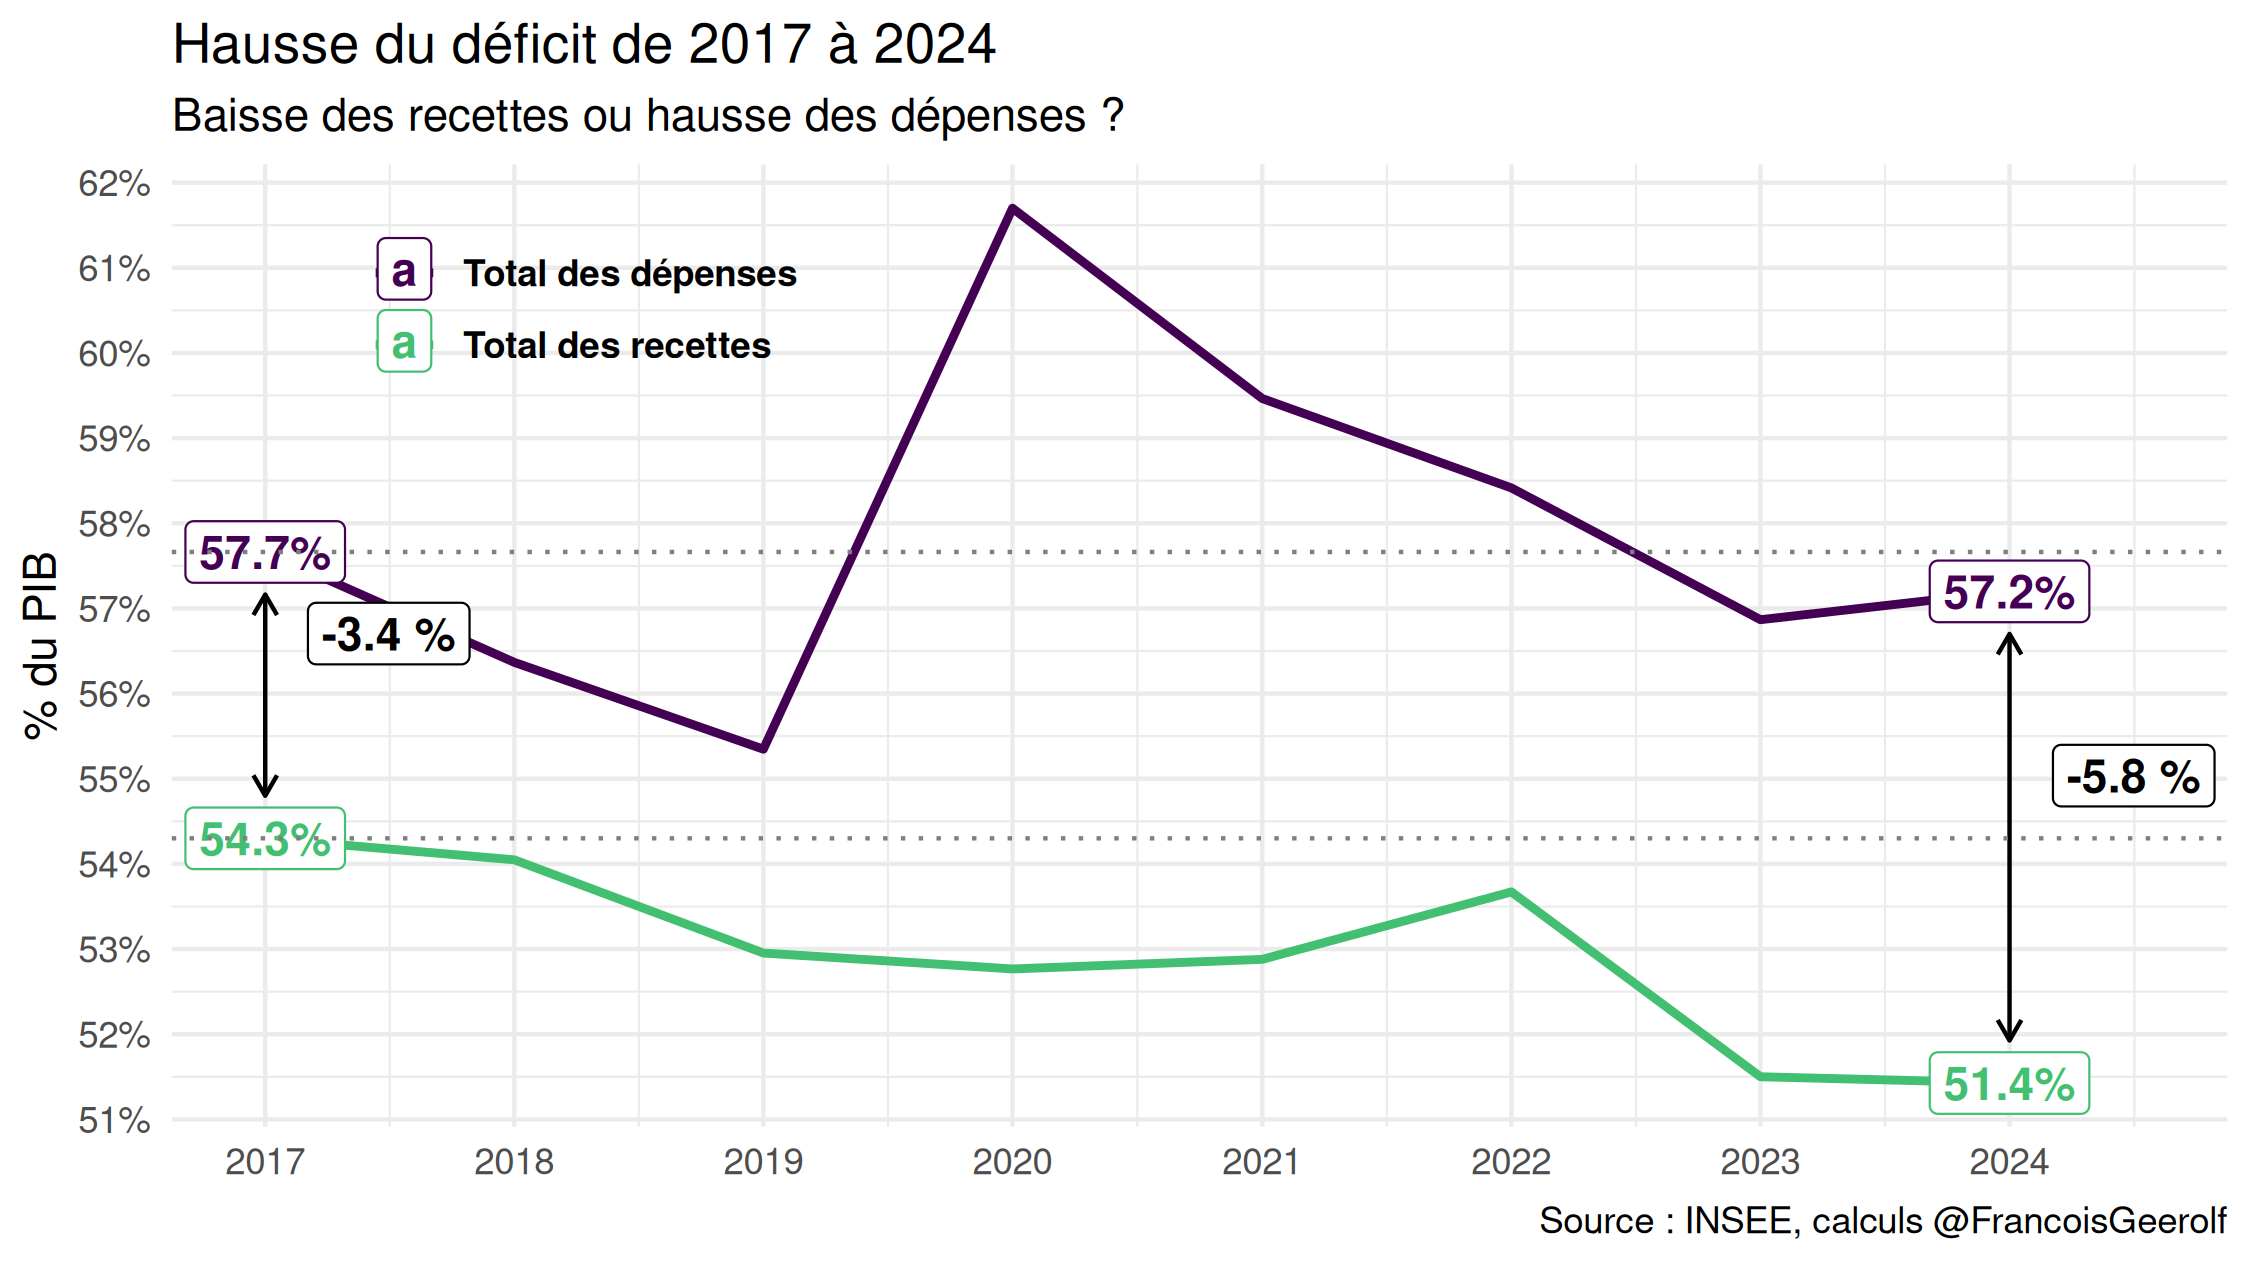 Hausse du déficit de 2017 à 2024
Baisse des recettes ou hausse des dépenses ?
% du PIB
62%
61%
60%
59%
58%
57%
56%
55%
54%
53%
52%
51%
a Total des dépenses
a Total des recettes
57.7%
-3.4 %
54.3%
57.2%
-5.8 %
51.4%
2017 2018 2019 2020 2021 2022 2023 2024
Source : INSEE, calculs @FrancoisGeerolf